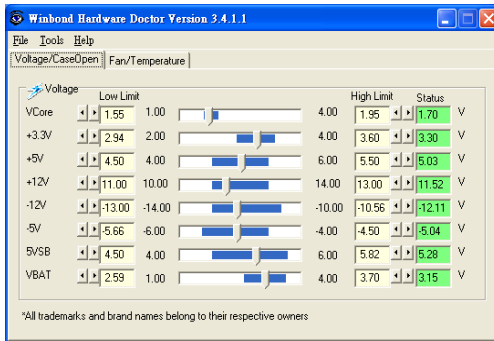 Winbond Hardware Doctor Version 3.4.1.1
File Tools Help
Voltage/CaseOpen Fan/Temperature
Voltage Low Limit High Limit Status
VCore 1.55 1.00 4.00 1.95 1.70 V
+3.3V 2.94 2.00 4.00 3.60 3.30 V
+5V 4.50 4.00 6.00 5.50 5.03 V
+12V 11.00 10.00 14.00 13.00 11.52 V
-12V -13.00 -14.00 -10.00 -10.56 -12.11 V
-5V -5.66 -6.00 -4.00 -4.50 -5.04 V
5VSB 4.50 4.00 6.00 5.82 5.28 V
VBAT 2.59 1.00 4.00 3.70 3.15 V
*All trademarks and brand names belong to their respective owners